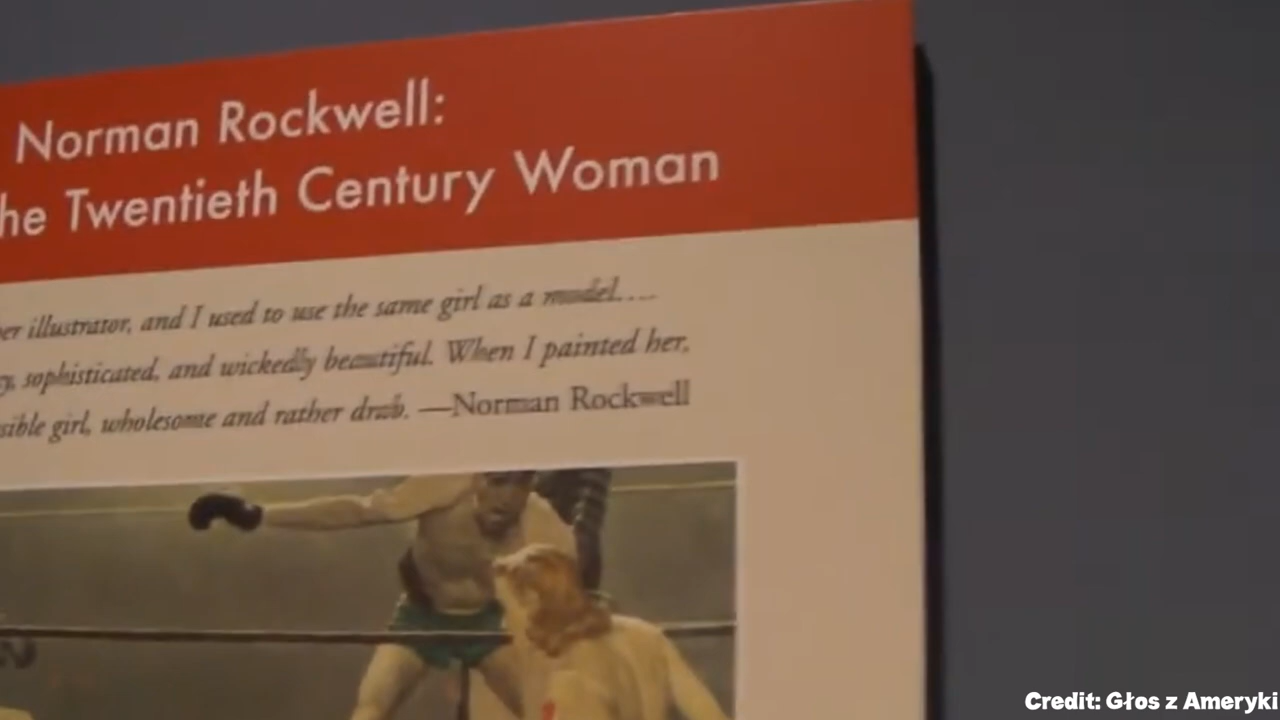 Norman Rockwell:
he Twentieth Century Woman
er illustrator, and I used to use the same girl as a model....
y, sophisticated, and wickedly beautiful. When I painted her,
sible girl, wholesome and rather drab. —Norman Rockwell
Credit: Głos z Ameryki